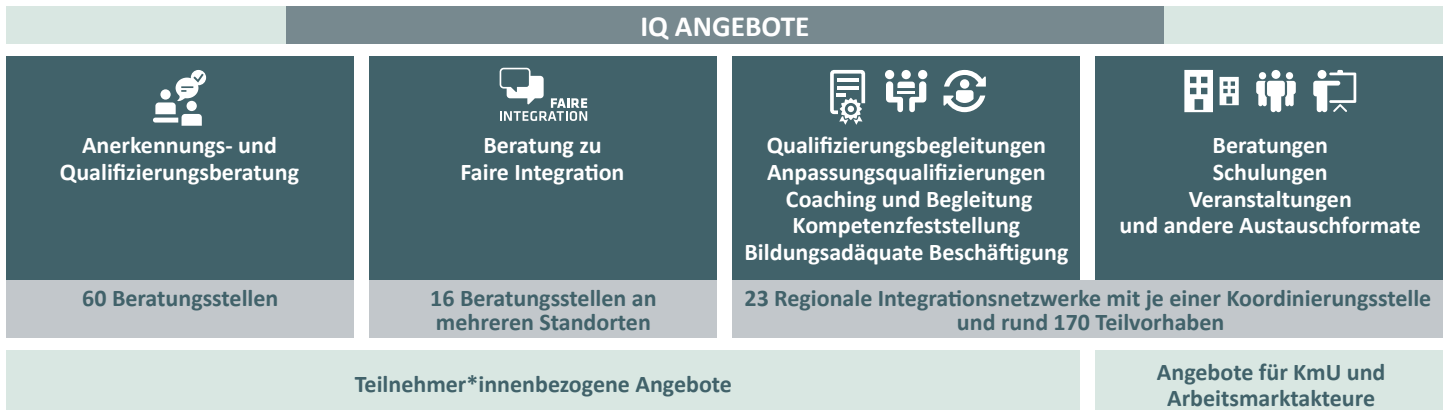 IQ ANGEBOTE
Anerkennungs- und
Qualifizierungsberatung
60 Beratungsstellen
FAIRE
INTEGRATION
Beratung zu
Faire Integration
16 Beratungsstellen an
mehreren Standorten
Qualifizierungsbegleitungen
Anpassungsqualifizierungen
Coaching und Begleitung
Kompetenzfeststellung
Bildungsadäquate Beschäftigung
Beratungen
Schulungen
Veranstaltungen
und andere Austauschformate
23 Regionale Integrationsnetzwerke mit je einer Koordinierungsstelle
und rund 170 Teilvorhaben
Teilnehmer*innenbezogene Angebote
Angebote für KmU und
Arbeitsmarktakteure